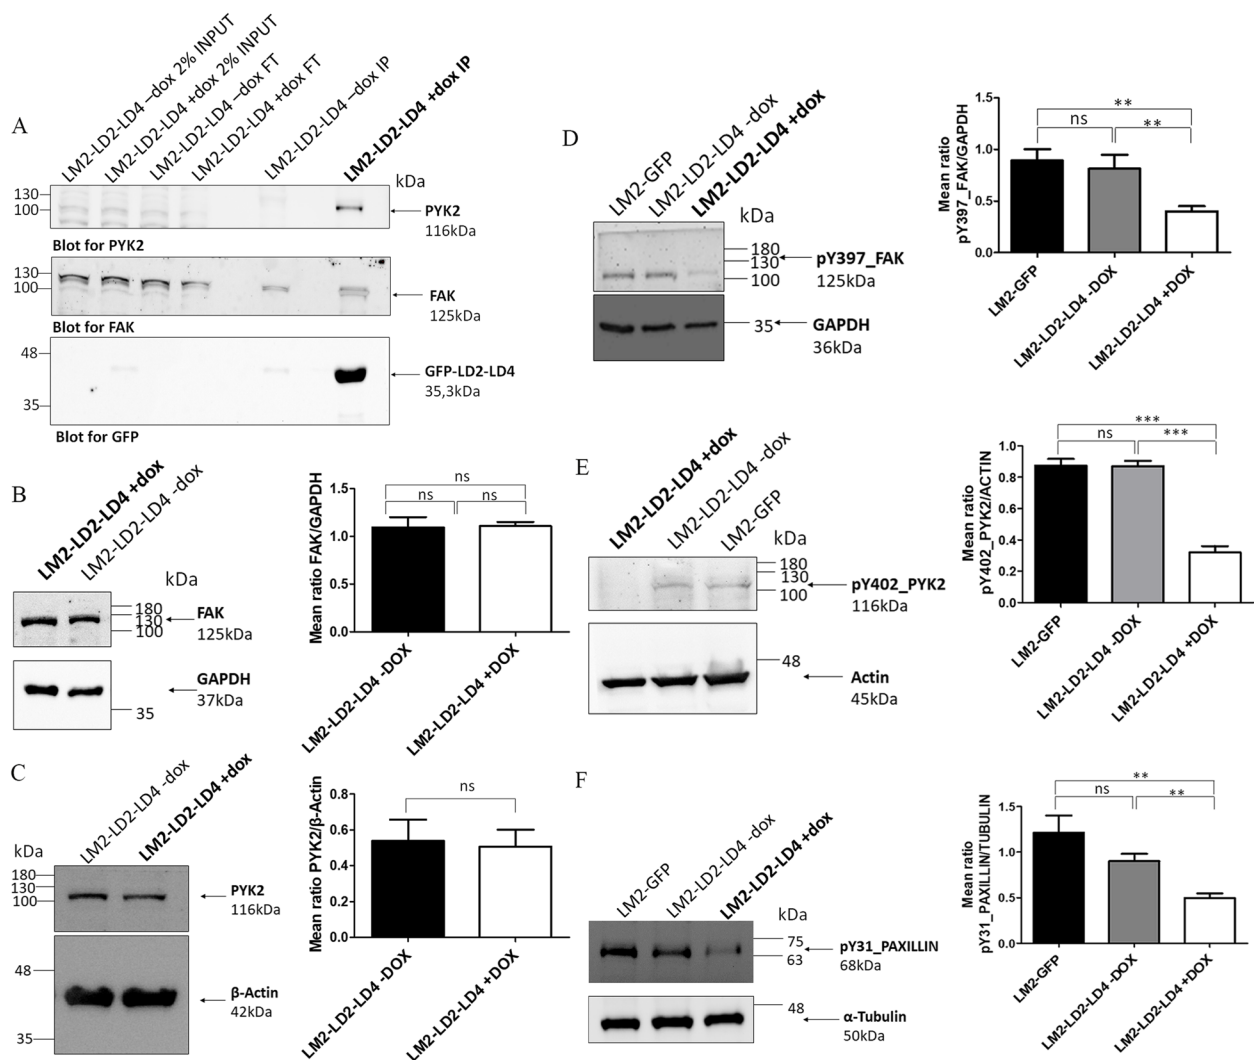 A
LM2-LD2-LD4 –dox 2% INPUT
LM2-LD2-LD4 +dox 2% INPUT
LM2-LD2-LD4 –dox FT
LM2-LD2-LD4 +dox FT
LM2-LD2-LD4 –dox IP
LM2-LD2-LD4 +dox IP
kDa
130
100
PYK2
116kDa
Blot for PYK2
130
100
FAK
125kDa
Blot for FAK
48
35
GFP-LD2-LD4
35,3kDa
Blot for GFP
B
LM2-LD2-LD4 +dox
LM2-LD2-LD4 -dox
kDa
180
130
100
FAK
125kDa
GAPDH
37kDa
35
Mean ratio FAK/GAPDH
1.5
1.0
0.5
0.0
ns
ns
ns
LM2-LD2-LD4 -DOX
LM2-LD2-LD4 +DOX
C
LM2-LD2-LD4 -dox
LM2-LD2-LD4 +dox
kDa
180
130
100
PYK2
116kDa
48
35
β-Actin
42kDa
Mean ratio PYK2/β-Actin
0.8
0.6
0.4
0.2
0.0
ns
LM2-LD2-LD4 -DOX
LM2-LD2-LD4 +DOX
D
LM2-GFP
LM2-LD2-LD4 -dox
LM2-LD2-LD4 +dox
kDa
180
130
100
pY397_FAK
125kDa
35
GAPDH
36kDa
Mean ratio
pY397_FAK/GAPDH
1.5
1.0
0.5
0.0
**
ns
**
LM2-GFP
LM2-LD2-LD4 -DOX
LM2-LD2-LD4 +DOX
E
LM2-LD2-LD4 +dox
LM2-LD2-LD4 -dox
LM2-GFP
180
130
100
pY402_PYK2
116kDa
48
Actin
45kDa
Mean ratio
pY402_PYK2/ACTIN
1.0
0.8
0.6
0.4
0.2
0.0
***
ns
***
LM2-GFP
LM2-LD2-LD4 -DOX
LM2-LD2-LD4 +DOX
F
LM2-GFP
LM2-LD2-LD4 -dox
LM2-LD2-LD4 +dox
kDa
75
63
pY31_PAXILLIN
68kDa
48
α-Tubulin
50kDa
Mean ratio
pY31_PAXILLIN/TUBULIN
1.5
1.0
0.5
0.0
**
ns
**
LM2-GFP
LM2-LD2-LD4 -DOX
LM2-LD2-LD4 +DOX